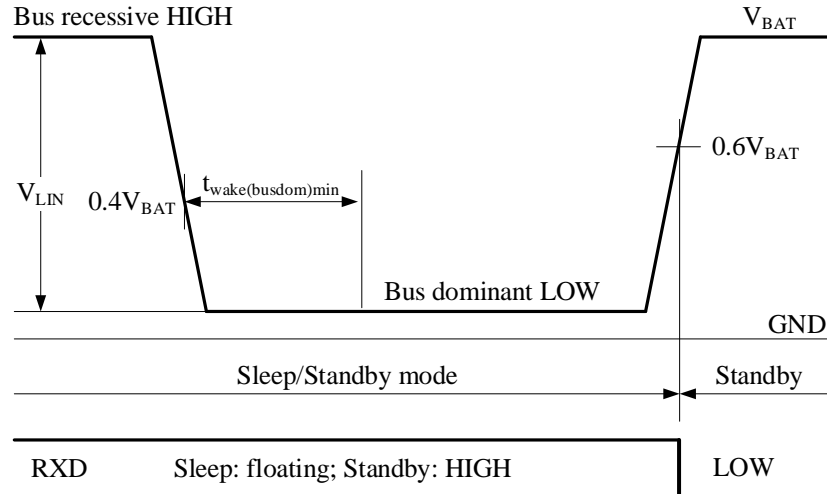 Bus recessive HIGH
V_BAT
0.6V_BAT
t_wake(busdom)min
V_LIN
0.4V_BAT
Bus dominant LOW
GND
Sleep/Standby mode
Standby
RXD
Sleep: floating; Standby: HIGH
LOW